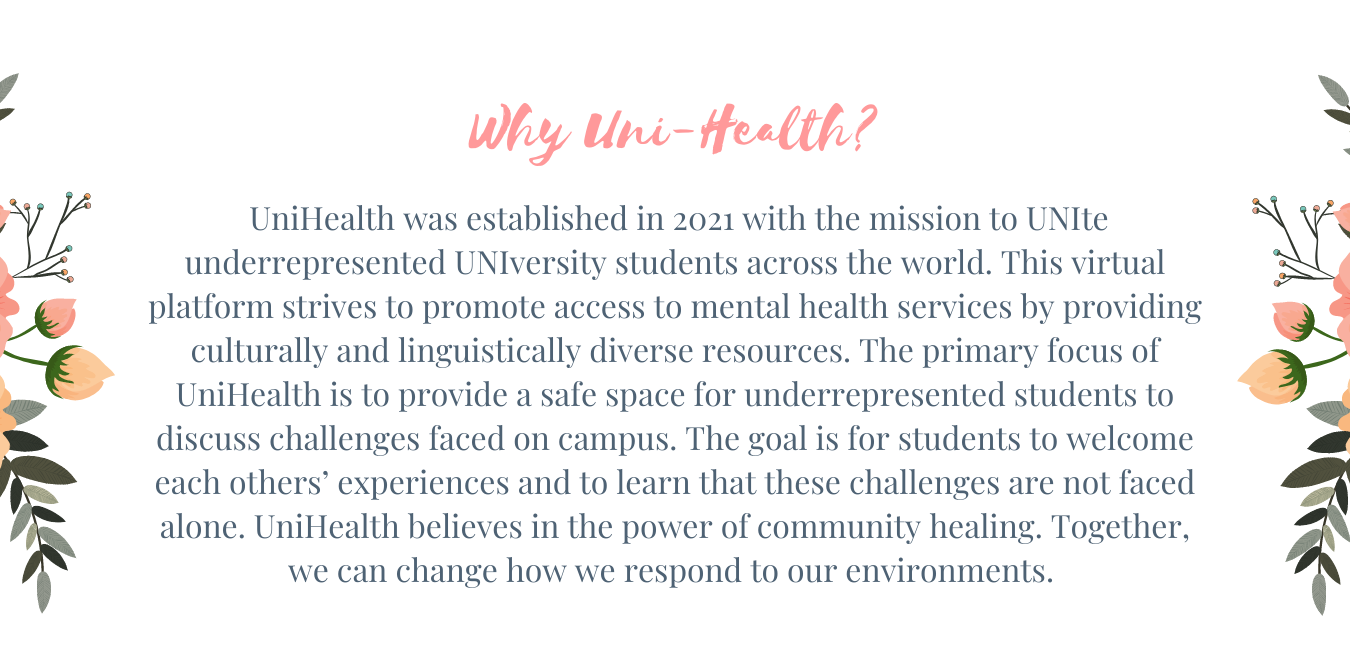 Why Uni-Health?
UniHealth was established in 2021 with the mission to UNIte
underrepresented UNIversity students across the world. This virtual
platform strives to promote access to mental health services by providing
culturally and linguistically diverse resources. The primary focus of
UniHealth is to provide a safe space for underrepresented students to
discuss challenges faced on campus. The goal is for students to welcome
each others’ experiences and to learn that these challenges are not faced
alone. UniHealth believes in the power of community healing. Together,
we can change how we respond to our environments.